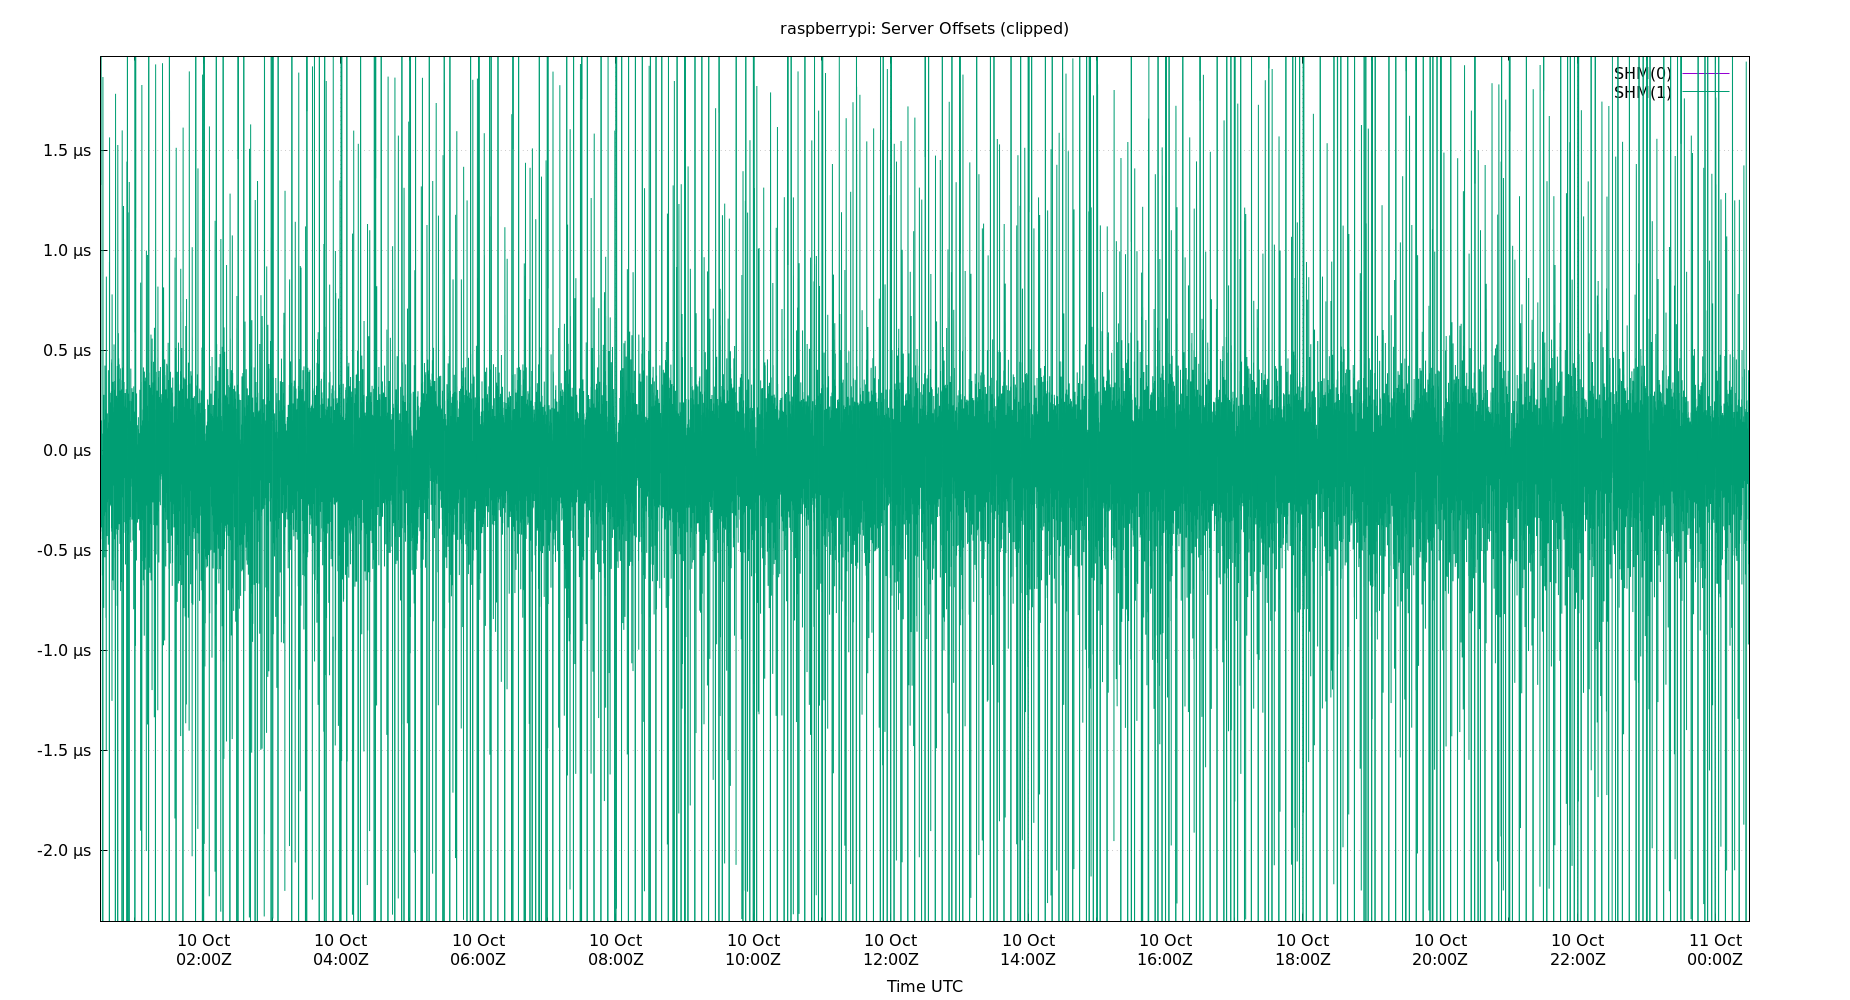 raspberrypi: Server Offsets (clipped)
SHM(0)
SHM(1)
1.5 µs
1.0 µs
0.5 µs
0.0 µs
-0.5 µs
-1.0 µs
-1.5 µs
-2.0 µs
10 Oct 10 Oct 10 Oct 10 Oct 10 Oct 10 Oct 10 Oct 10 Oct 10 Oct 10 Oct 10 Oct 11 Oct
02:00Z 04:00Z 06:00Z 08:00Z 10:00Z 12:00Z 14:00Z 16:00Z 18:00Z 20:00Z 22:00Z 00:00Z
Time UTC